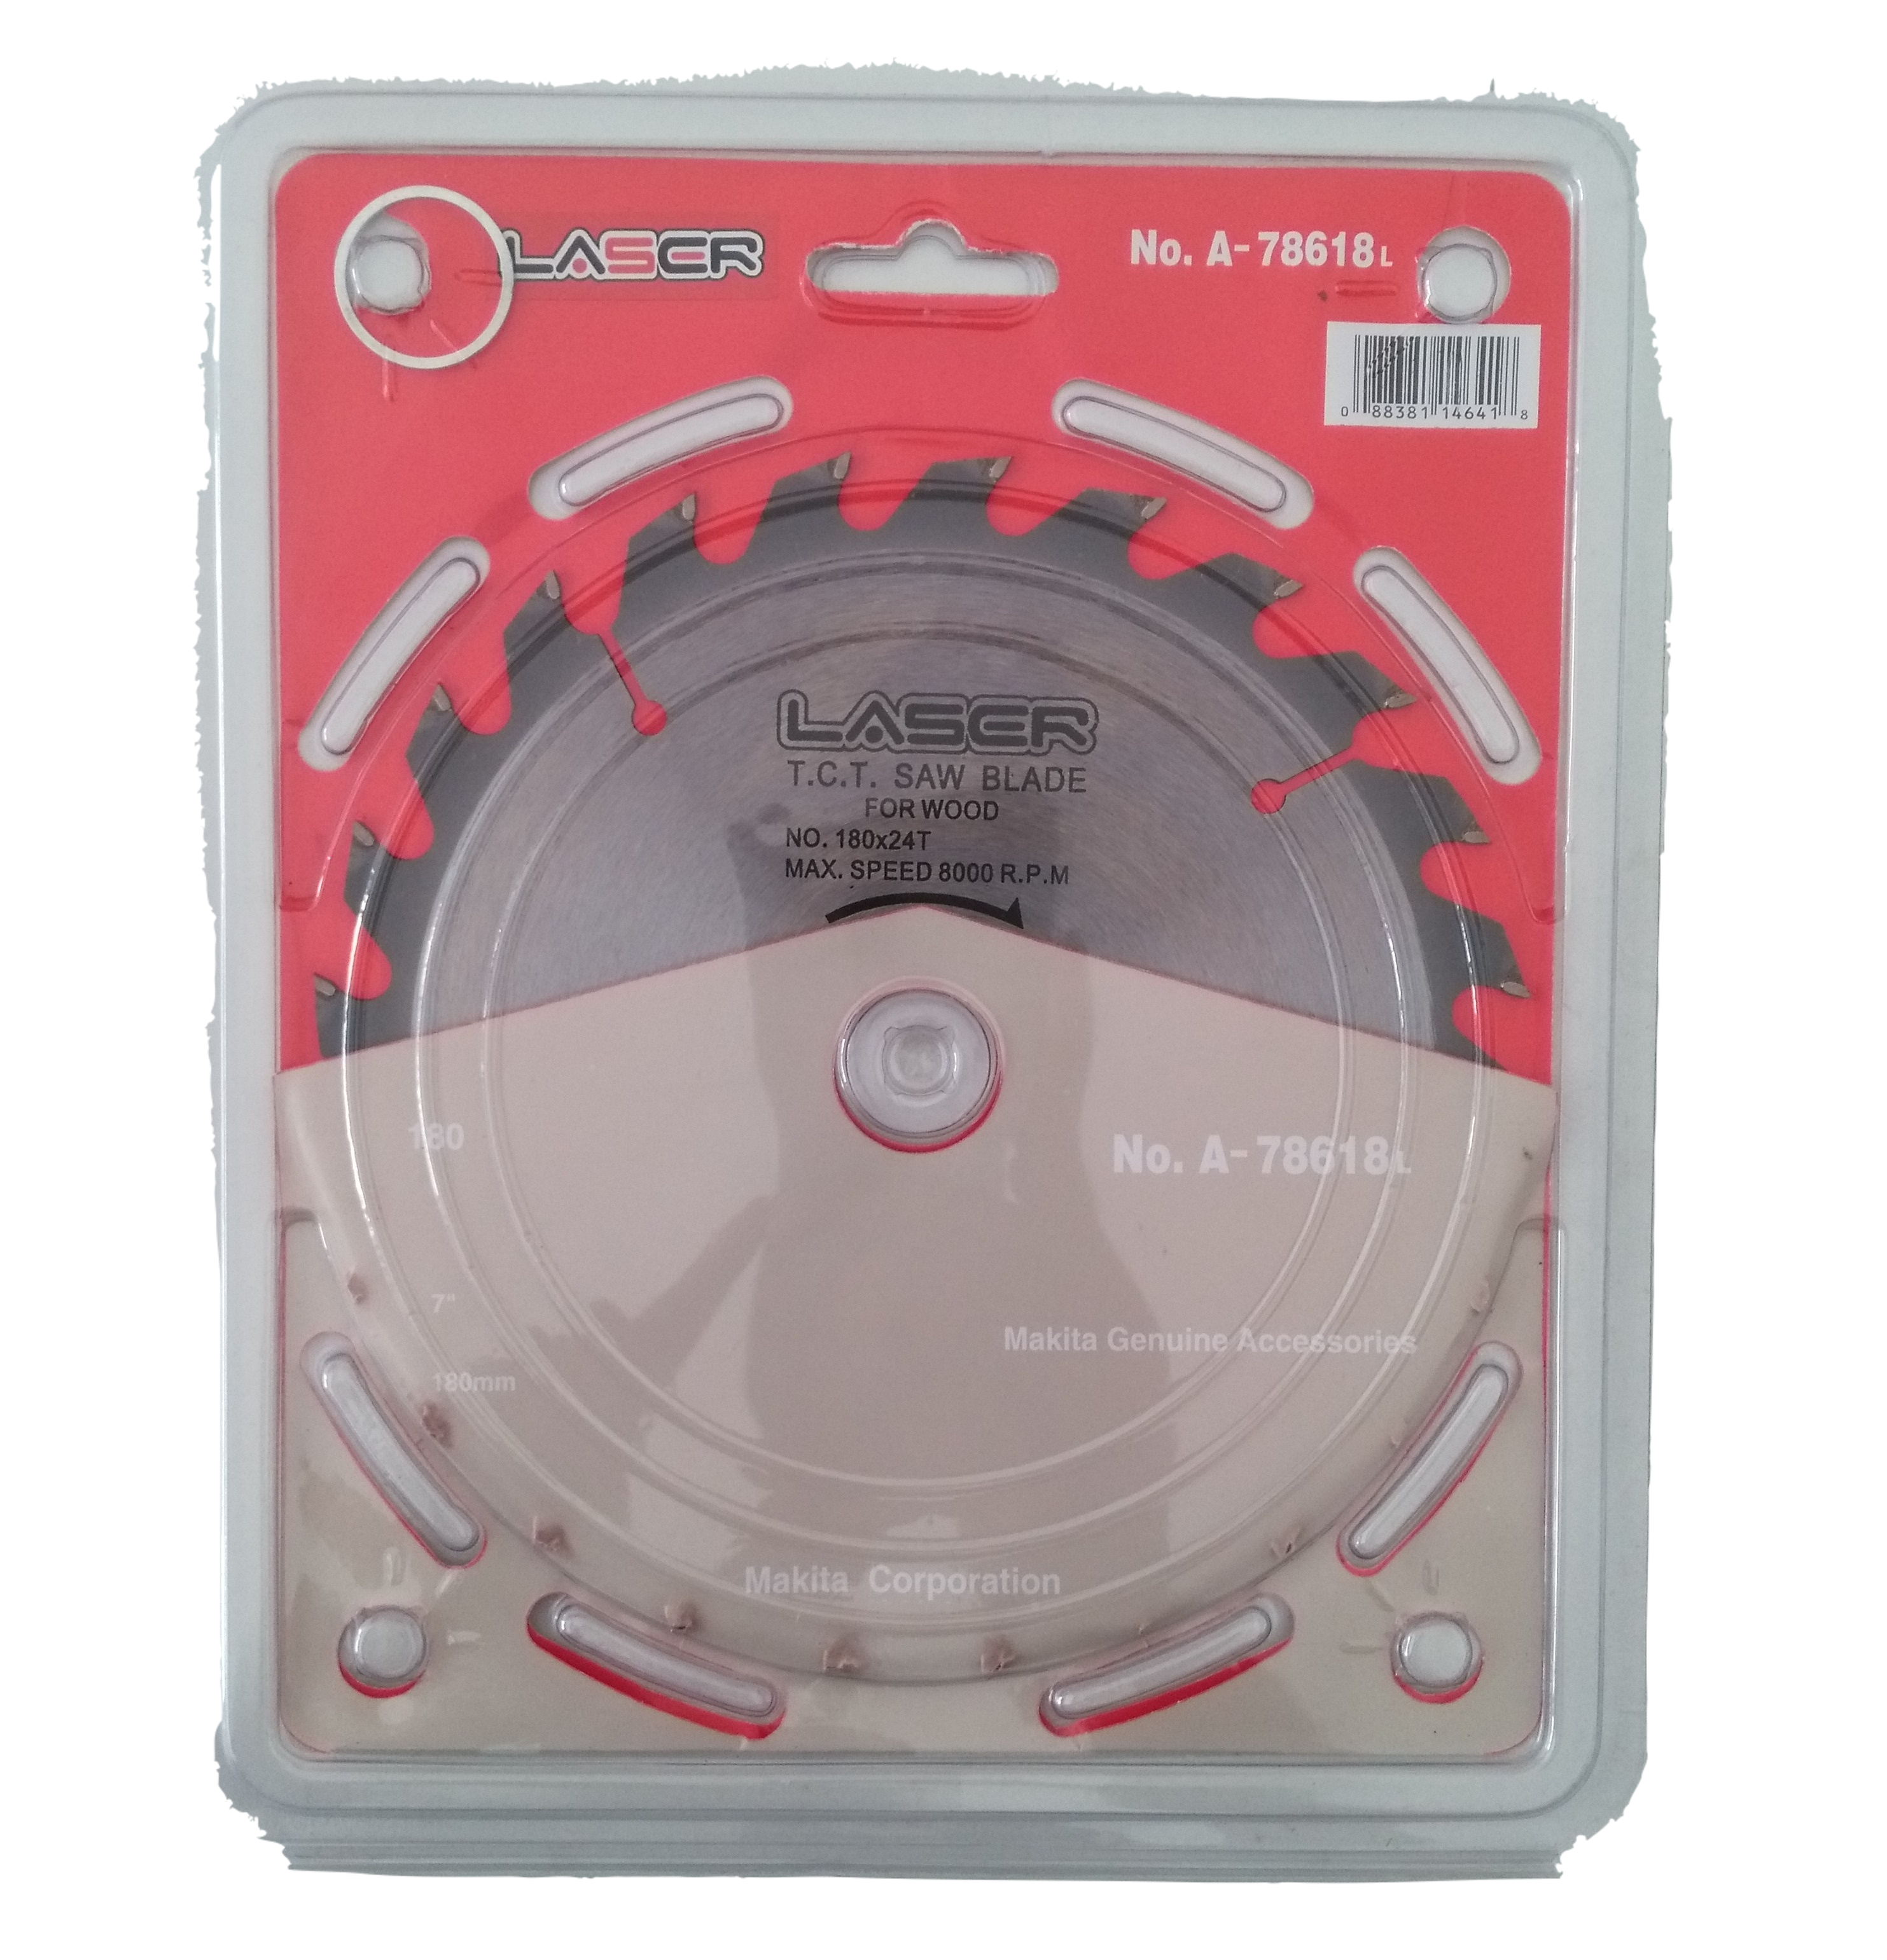 LASER
No. A-78618L
0 88381 14641 8
LASER
T.C.T. SAW BLADE
FOR WOOD
NO. 180x24T
MAX. SPEED 8000 R.P.M
180
No. A-78618L
7"
Makita Genuine Accessories
180mm
Makita Corporation